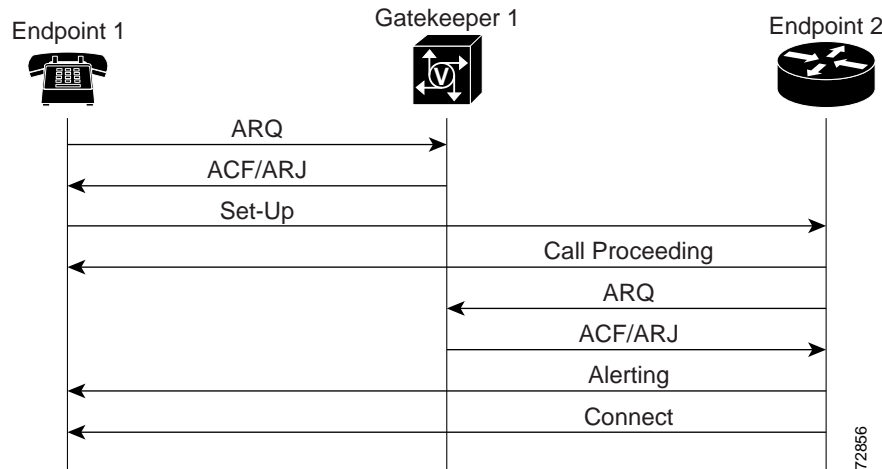 Endpoint 1
Gatekeeper 1
Endpoint 2
V
ARQ
ACF/ARJ
Set-Up
Call Proceeding
ARQ
ACF/ARJ
Alerting
Connect
72856